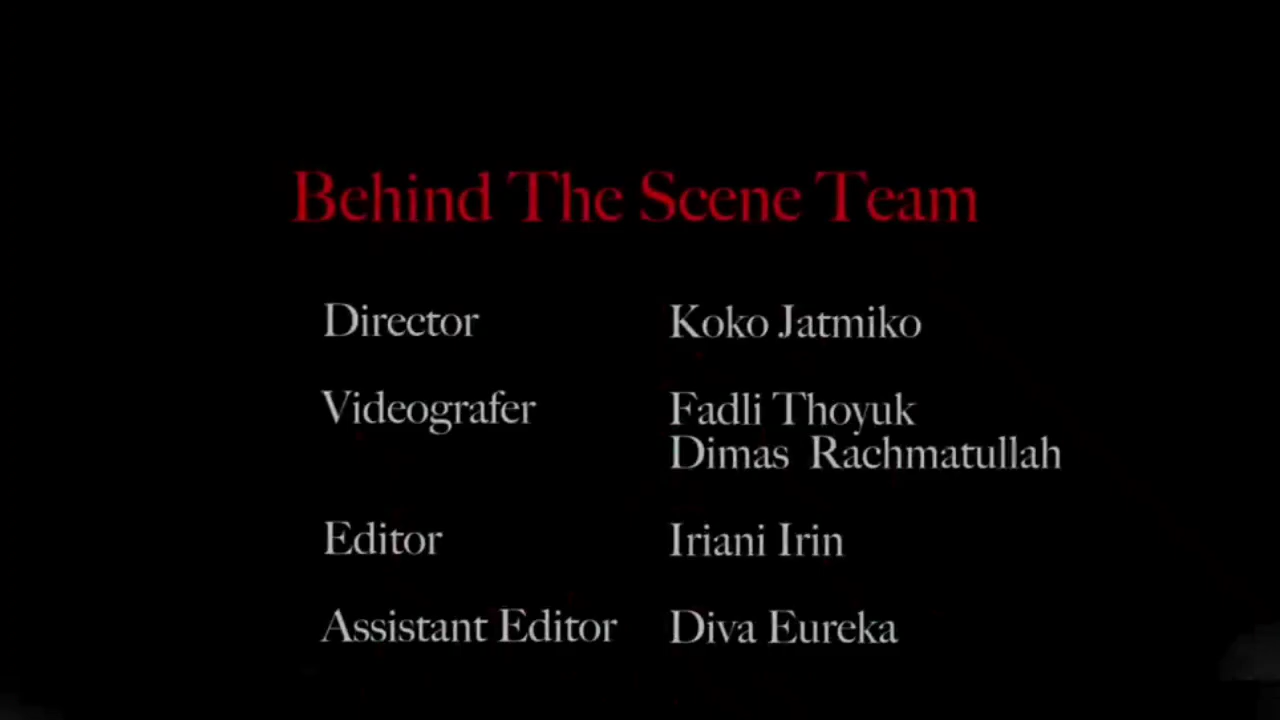 Behind The Scene Team
Director Koko Jatmiko
Videografer Fadli Thoyuk
Dimas Rachmatullah
Editor Iriani Irin
Assistant Editor Diva Eureka